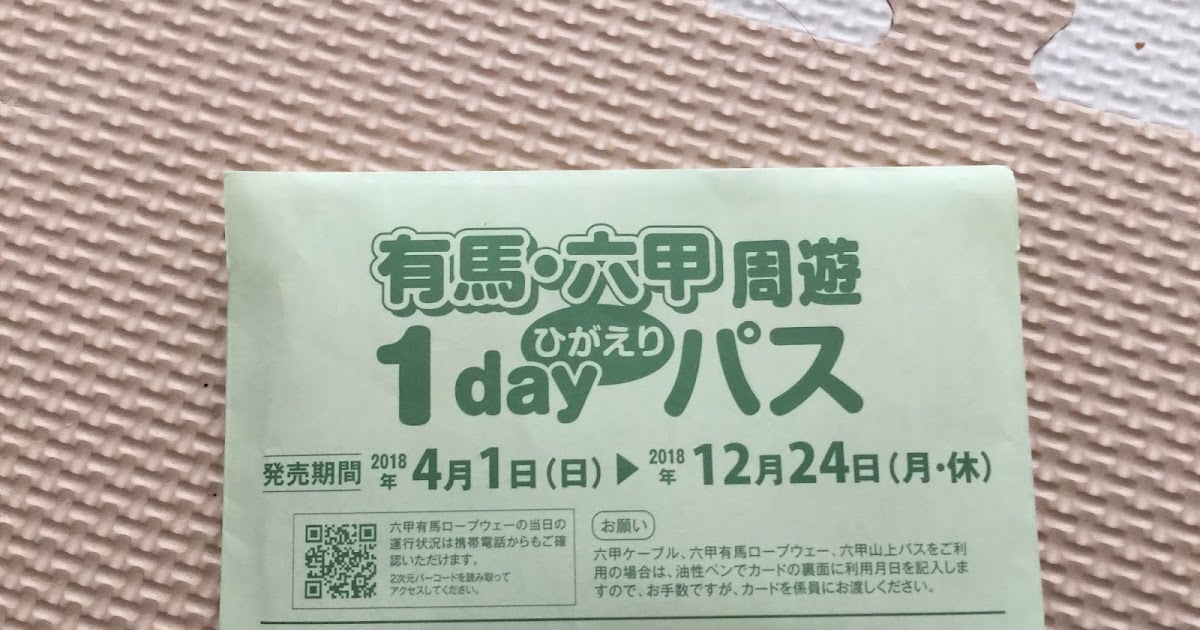 有馬・六甲周遊
1dayひがえりパス
発売期間 2018年 4月1日(日)▶2018年 12月24日(月・休)
六甲有馬ロープウェーの当日の
運行状況は携帯電話からもご確
認いただけます。
2次元バーコードを読み取って
アクセスしてください。
お願い
六甲ケーブル、六甲有馬ロープウェー、六甲山上バスをご利
用の場合は、油性ペンでカードの裏面に利用月日を記入しま
すので、お手数ですが、カードを係員にお渡しください。